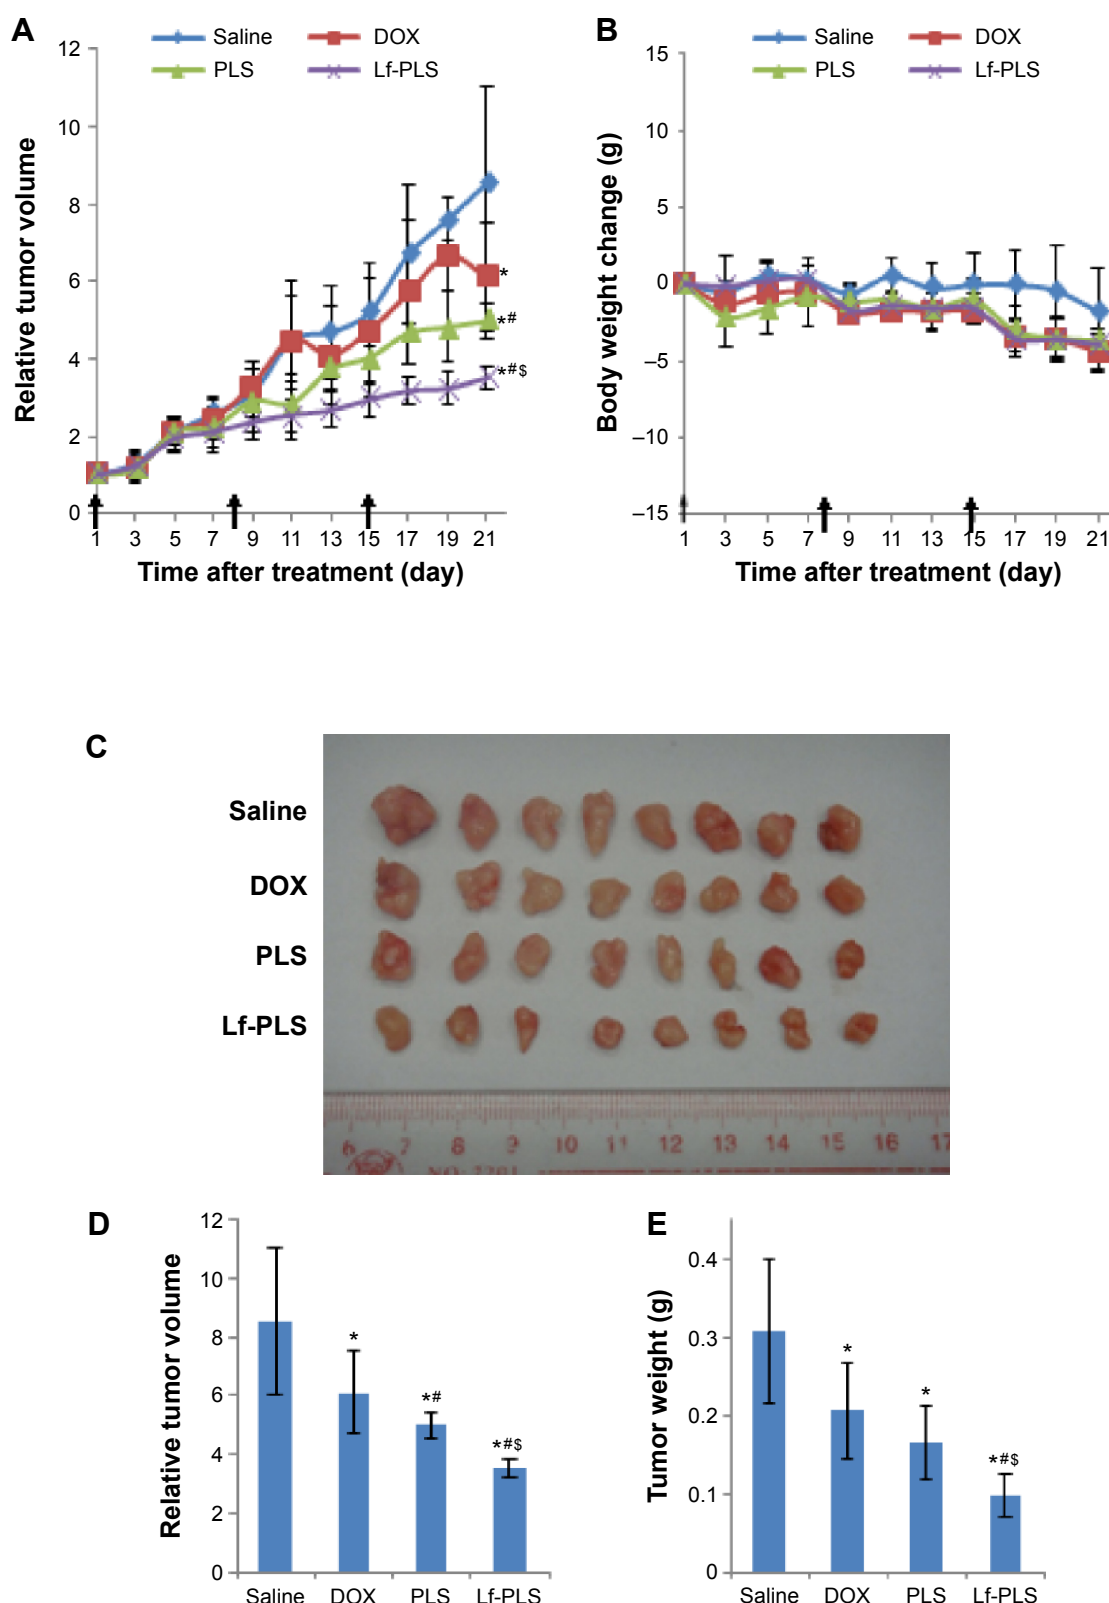 A
Saline
DOX
PLS
Lf-PLS
12
10
8
6
4
2
0
Relative tumor volume
*
*#
*#$
1 3 5 7 9 11 13 15 17 19 21
Time after treatment (day)
B
Saline
DOX
PLS
Lf-PLS
15
10
5
0
–5
–10
–15
Body weight change (g)
1 3 5 7 9 11 13 15 17 19 21
Time after treatment (day)
C
Saline
DOX
PLS
Lf-PLS
6 7 8 9 10 11 12 13 14 15 16 17
D
12
10
8
6
4
2
0
Relative tumor volume
*
*#
*#$
Saline DOX PLS Lf-PLS
E
0.4
0.3
0.2
0.1
0
Tumor weight (g)
*
*
*#$
Saline DOX PLS Lf-PLS